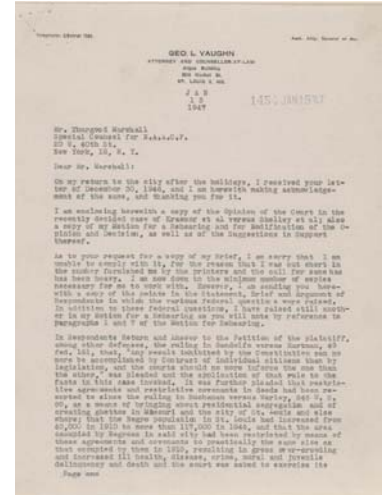 GEO. L. VAUGHN
ATTORNEY AND COUNSELLOR-AT-LAW
ST. LOUIS 3, MO.
JAN
13
1947
Mr. Thurgood Marshall
Special Counsel for N.A.A.C.P.
20 W. 40th St.
New York, 18, N. Y.
Dear Mr. Marshall:
On my return to the city after the holidays, I received your let-
ter of December 30, 1946, and I am herewith making acknowledge-
ment of the same, and thanking you for it.
I am enclosing herewith a copy of the Opinion of the Court in the
recently decided case of Kraemer et al versus Shelley et al; also
a copy of my Motion for a Rehearing and for Modification of the O-
pinion and Decision, as well as of the Suggestions in Support
thereof.
As to your request for a copy of my Brief, I am sorry that I am
unable to comply with it, for the reason that I was cut short in
the number furnished me by the printers and the call for same has
has been heavy. I am now down to the minimum number of copies
necessary for me to work with. However, I am sending you here-
with a copy of the Points in the Statement, Brief and Argument of
Respondents in which the various federal questions were raised.
In addition to these federal questions, I have raised still anoth-
er in my Motion for a Rehearing as you will note by reference to
Paragraphs 1 and 7 of the Motion for Rehearing.
In Respondents Return and Answer to the Petition of the Plaintiff,
among other defenses, the ruling in Gandolfo versus Hartman, 49
Fed. 181, that, "any result inhibited by the Constitution can no
more be accomplished by Contract of individual citizens than by
legislation, and the courts should no more enforce the one than
the other," was pleaded and the application of that rule to the
facts in this case invoked. It was further pleaded that restric-
tive agreements and restrictive covenants in deeds had been re-
sorted to since the ruling in Buchanan versus Warley, 245 U. S.
60, as a means of bringing about residential segregation and of
creating ghettoes in Missouri and the city of St. Louis and else
where; that the Negro population in St. Louis had increased from
in 1910 to more than 117,000 in 1946, and that the area
occupied by Negroes in said city had been restricted by means of
these agreements and covenants to practically the same size as
that occupied by them in 1910, resulting in gross over-crowding
and increased ill health, disease, crime, moral and juvenile
delinquency and death and the court was asked to exercise its
Page one